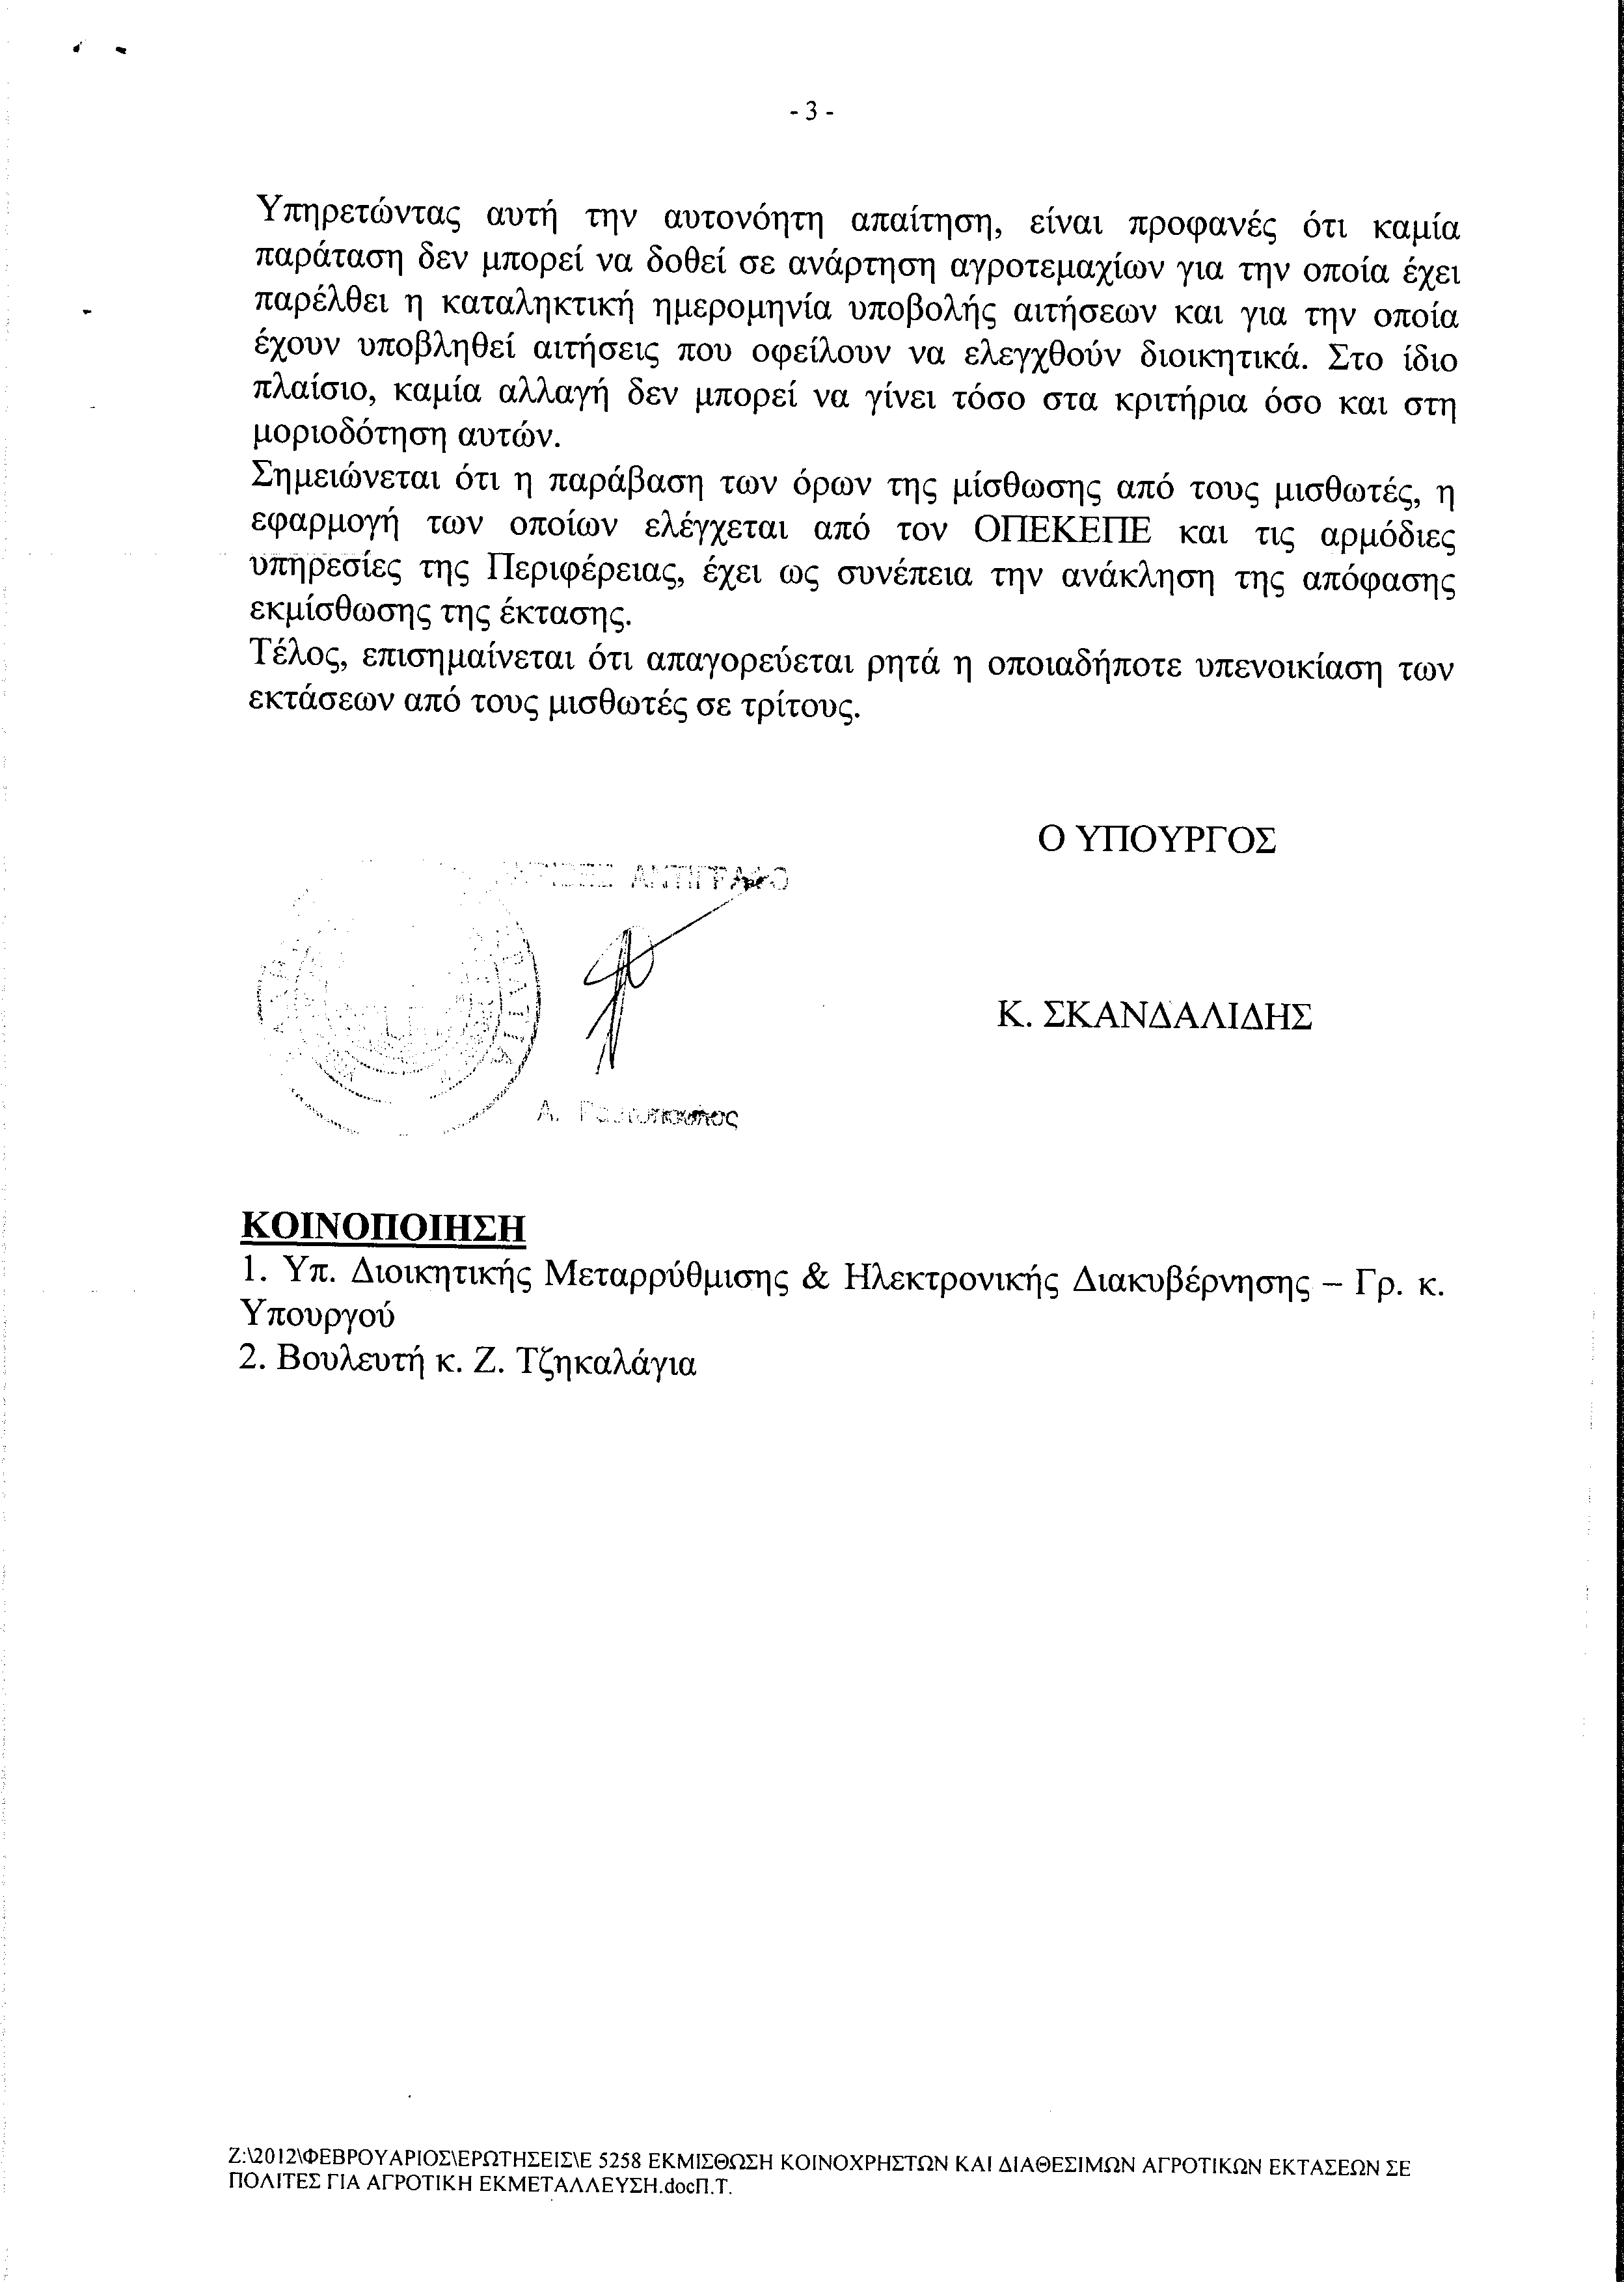 - 3 -
Υπηρετώντας αυτή την αυτονόητη απαίτηση, είναι προφανές ότι καμία
παράταση δεν μπορεί να δοθεί σε ανάρτηση αγροτεμαχίων για την οποία έχει
παρέλθει η καταληκτική ημερομηνία υποβολής αιτήσεων και για την οποία
έχουν υποβληθεί αιτήσεις που οφείλουν να ελεγχθούν διοικητικά. Στο ίδιο
πλαίσιο, καμία αλλαγή δεν μπορεί να γίνει τόσο στα κριτήρια όσο και στη
μοριοδότηση αυτών.
Σημειώνεται ότι η παράβαση των όρων της μίσθωσης από τους μισθωτές, η
εφαρμογή των οποίων ελέγχεται από τον ΟΠΕΚΕΠΕ και τις αρμόδιες
υπηρεσίες της Περιφέρειας, έχει ως συνέπεια την ανάκληση της απόφασης
εκμίσθωσης της έκτασης.
Τέλος, επισημαίνεται ότι απαγορεύεται ρητά η οποιαδήποτε υπενοικίαση των
εκτάσεων από τους μισθωτές σε τρίτους.
Ο ΥΠΟΥΡΓΟΣ
ΑΝΤΙΓΡΑΦΟ
Κ. ΣΚΑΝΔΑΛΙΔΗΣ
Α.
ΚΟΙΝΟΠΟΙΗΣΗ
1. Υπ. Διοικητικής Μεταρρύθμισης & Ηλεκτρονικής Διακυβέρνησης – Γρ. κ.
Υπουργού
2. Βουλευτή κ. Ζ. Τζηκαλάγια
Z:\2012\ΦΕΒΡΟΥΑΡΙΟΣ\ΕΡΩΤΗΣΕΙΣ\Ε 5258 ΕΚΜΙΣΘΩΣΗ ΚΟΙΝΟΧΡΗΣΤΩΝ ΚΑΙ ΔΙΑΘΕΣΙΜΩΝ ΑΓΡΟΤΙΚΩΝ ΕΚΤΑΣΕΩΝ ΣΕ
ΠΟΛΙΤΕΣ ΓΙΑ ΑΓΡΟΤΙΚΗ ΕΚΜΕΤΑΛΛΕΥΣΗ.docΠ.Τ.